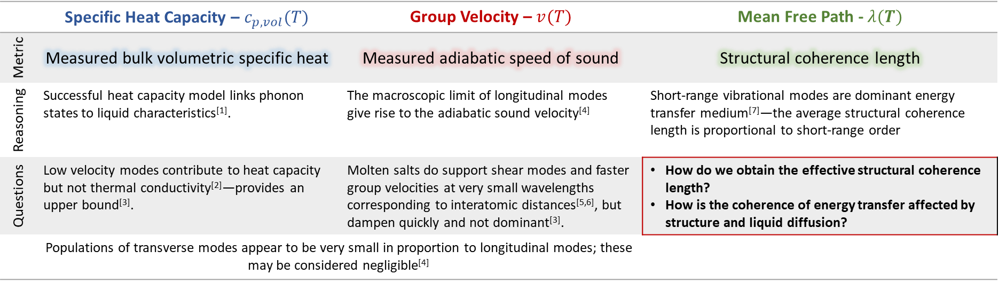 Specific Heat Capacity – c_{p,vol}(T)
Group Velocity – v(T)
Mean Free Path - λ(T)
Metric
Measured bulk volumetric specific heat
Measured adiabatic speed of sound
Structural coherence length
Reasoning
Successful heat capacity model links phonon
states to liquid characteristics[1].
The macroscopic limit of longitudinal modes
give rise to the adiabatic sound velocity[4]
Short-range vibrational modes are dominant energy
transfer medium[7]—the average structural coherence
length is proportional to short-range order
Questions
Low velocity modes contribute to heat capacity
but not thermal conductivity[2]—provides an
upper bound[3].
Molten salts do support shear modes and faster
group velocities at very small wavelengths
corresponding to interatomic distances[5,6], but
dampen quickly and not dominant[3].
• How do we obtain the effective structural coherence
length?
• How is the coherence of energy transfer affected by
structure and liquid diffusion?
Populations of transverse modes appear to be very small in proportion to longitudinal modes; these
may be considered negligible[4]